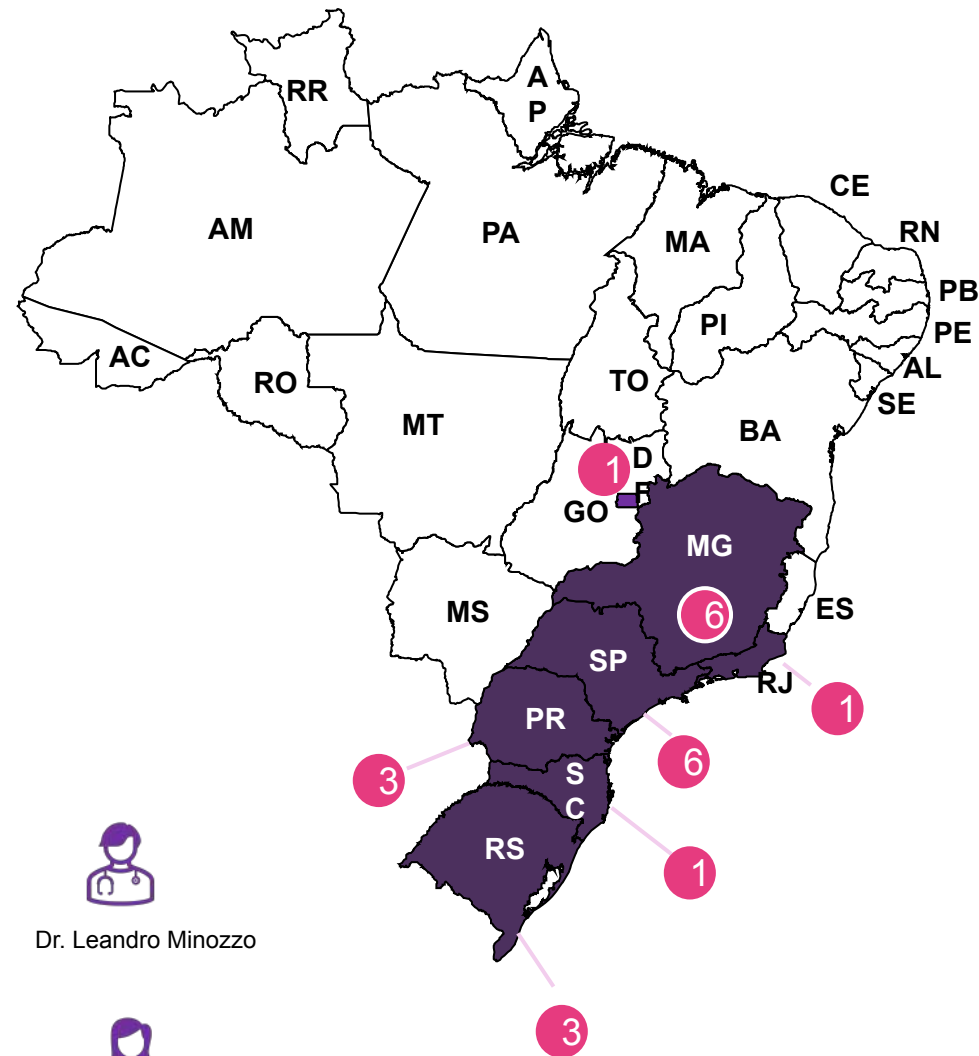 A
P
RR
CE
AM
PA
MA
RN
PB
PI
PE
AC
AL
RO
TO
SE
MT
BA
1
D
F
GO
MG
MS
6
ES
SP
RJ
PR
1
6
3
S
C
RS
1
Dr. Leandro Minozzo
3